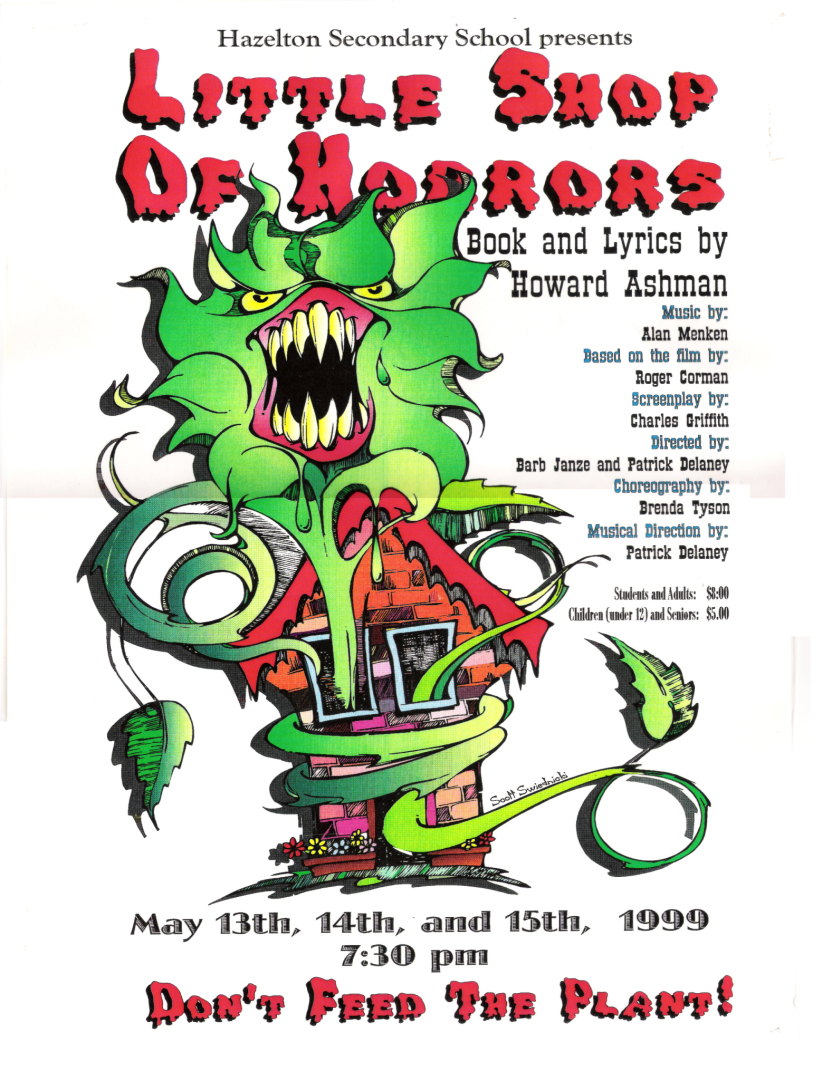 Hazelton Secondary School presents
LITTLE SHOP
OF HORRORS
Book and Lyrics by
Howard Ashman
Music by:
Alan Menken
Based on the film by:
Roger Corman
Screenplay by:
Charles Griffith
Directed by:
Barb Janze and Patrick Delaney
Choreography by:
Brenda Tyson
Musical Direction by:
Patrick Delaney
Students and Adults: $8:00
Children (under 12) and Seniors: $5.00
Scott
May 13th, 14th, and 15th, 1999
7:30 pm
DON'T FEED THE PLANT!